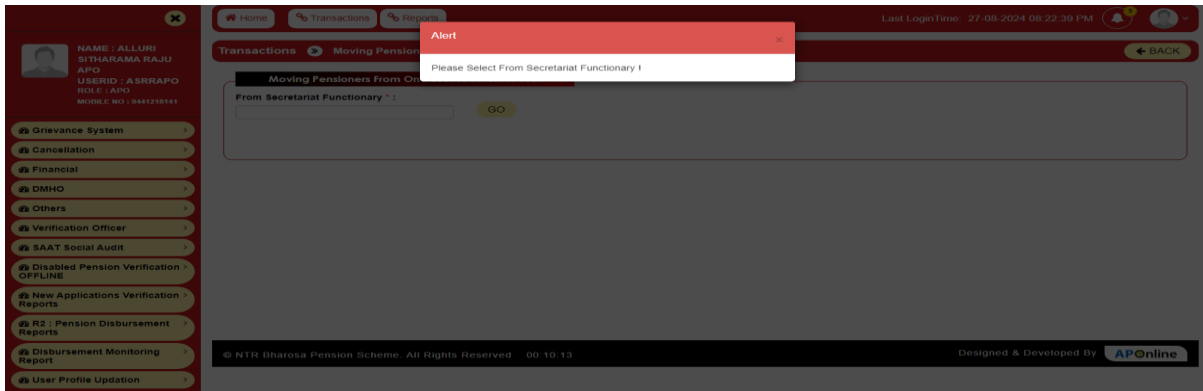 Home
Transactions
Reports
Last LoginTime: 27-08-2024 08:22:39 PM
Alert
×
Please Select From Secretariat Functionary !
NAME : ALLURI
SITHARAMA RAJU
APO
USERID : ASRRAPO
ROLE : APO
MOBILE NO : 9441218141
Transactions Moving Pension
BACK
Moving Pensioners From On
From Secretariat Functionary * :
GO
Grievance System
Cancellation
Financial
DMHO
Others
Verification Officer
SAAT Social Audit
Disabled Pension Verification
OFFLINE
New Applications Verification
Reports
R2 : Pension Disbursement
Reports
Disbursement Monitoring
Report
User Profile Updation
© NTR Bharosa Pension Scheme. All Rights Reserved 00:10:13
Designed & Developed By APOnline